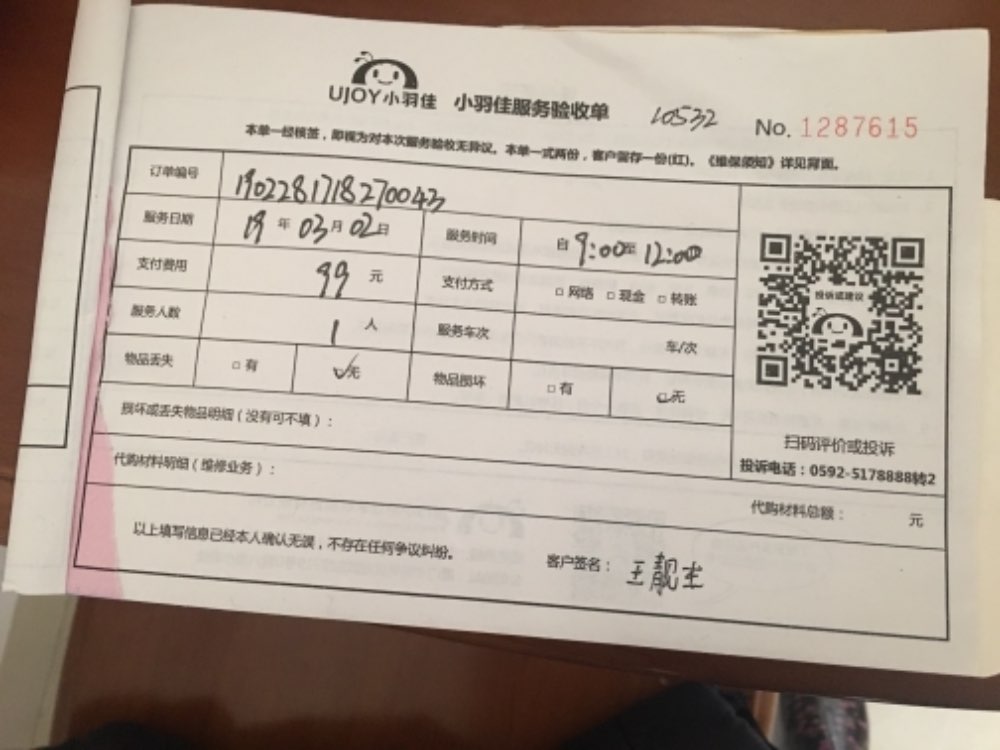 UJOY小羽佳 小羽佳服务验收单 10532 No. 1287615
本单一经核签，即视为对本次服务验收无异议。本单一式两份，客户留存一份(红)。《维保须知》详见背面。
订单编号 1902281718270043
服务日期 19 年 03 月 02 日 服务时间 自 9:00 至 12:00
支付费用 99 元 支付方式 □ 网络 □ 现金 □ 转账
投诉或建议
服务人数 1 人 服务车次 车/次
物品丢失 □ 有 ☑ 无 物品损坏 □ 有 ☑ 无
损坏或丢失物品明细（没有可不填）：
扫码评价或投诉
投诉电话：0592-5178888转2
代购材料明细（维修业务）：
代购材料总额： 元
以上填写信息已经本人确认无误，不存在任何争议纠纷。
客户签名： 王靓